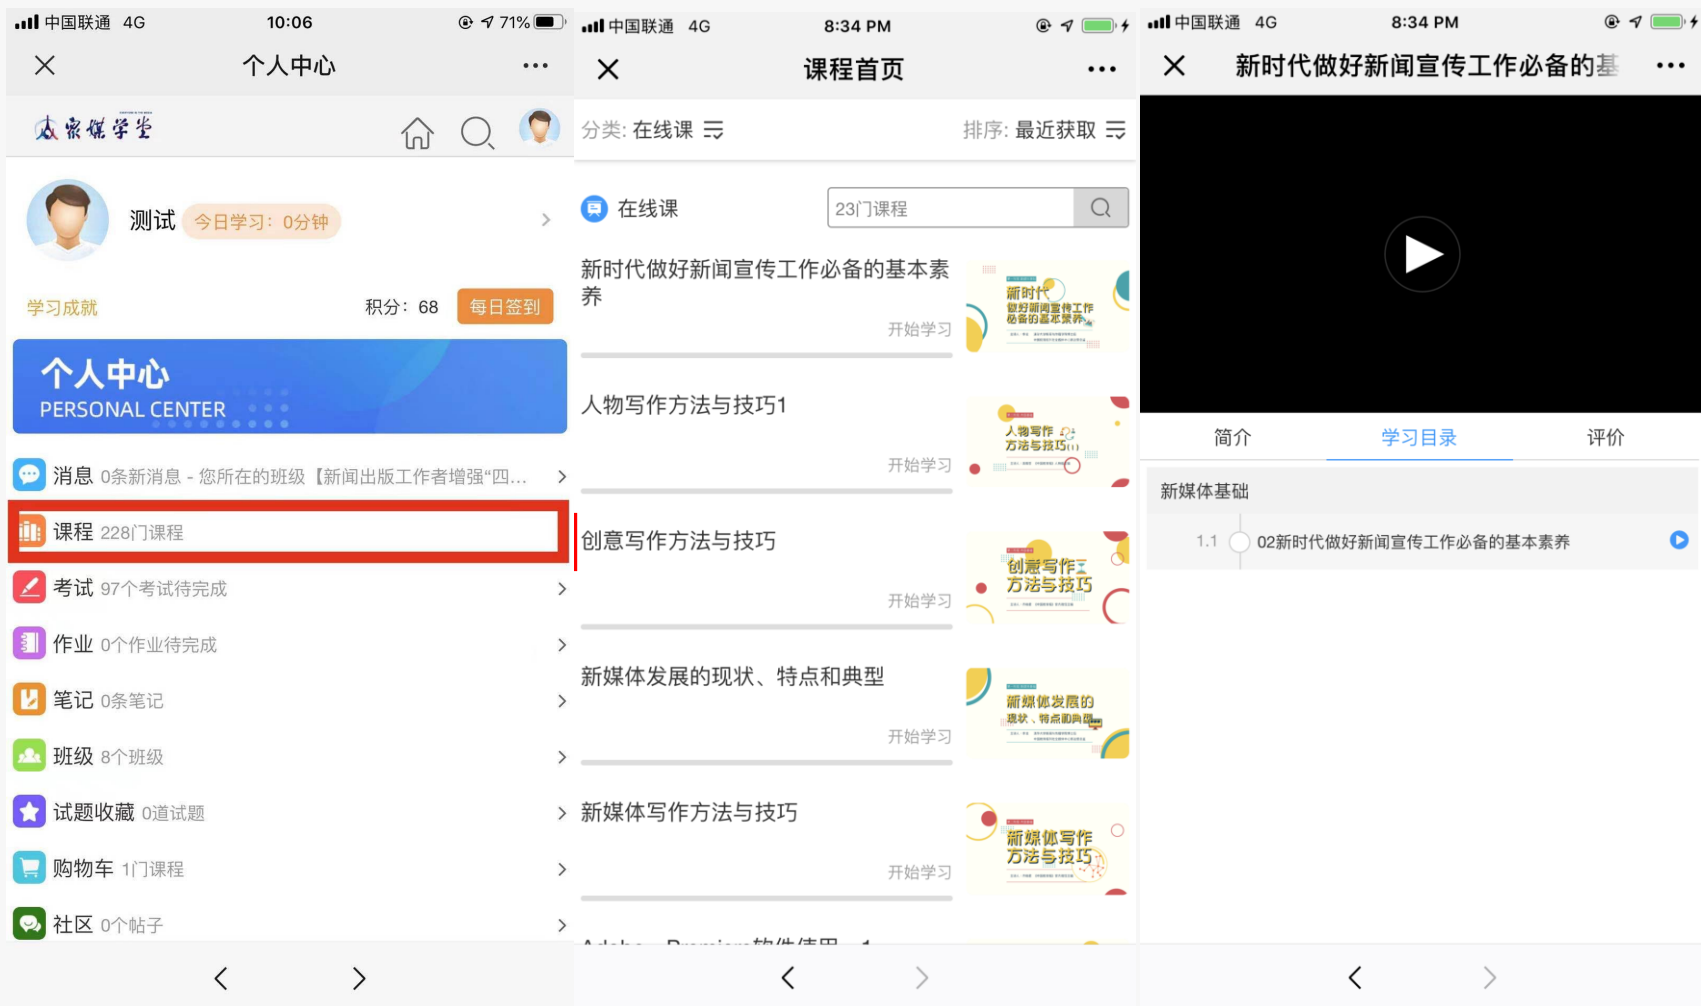 中国联通 4G 10:06 71%
个人中心
众媒学堂
测试 今日学习：0分钟
学习成就 积分：68 每日签到
个人中心
PERSONAL CENTER
消息 0条新消息 - 您所在的班级【新闻出版工作者增强“四...
课程 228门课程
考试 97个考试待完成
作业 0个作业待完成
笔记 0条笔记
班级 8个班级
试题收藏 0道试题
购物车 1门课程
社区 0个帖子
中国联通 4G 8:34 PM
课程首页
分类: 在线课 排序: 最近获取
在线课 23门课程
新时代做好新闻宣传工作必备的基本素
养
开始学习
新时代
做好新闻宣传工作
必备的基本素养
人物写作方法与技巧1
开始学习
人物写作
方法与技巧(1)
创意写作方法与技巧
开始学习
创意写作
方法与技巧
新媒体发展的现状、特点和典型
开始学习
新媒体发展的
现状、特点和典型
新媒体写作方法与技巧
开始学习
新媒体写作
方法与技巧
中国联通 4G 8:34 PM
新时代做好新闻宣传工作必备的基
简介 学习目录 评价
新媒体基础
1.1 02新时代做好新闻宣传工作必备的基本素养